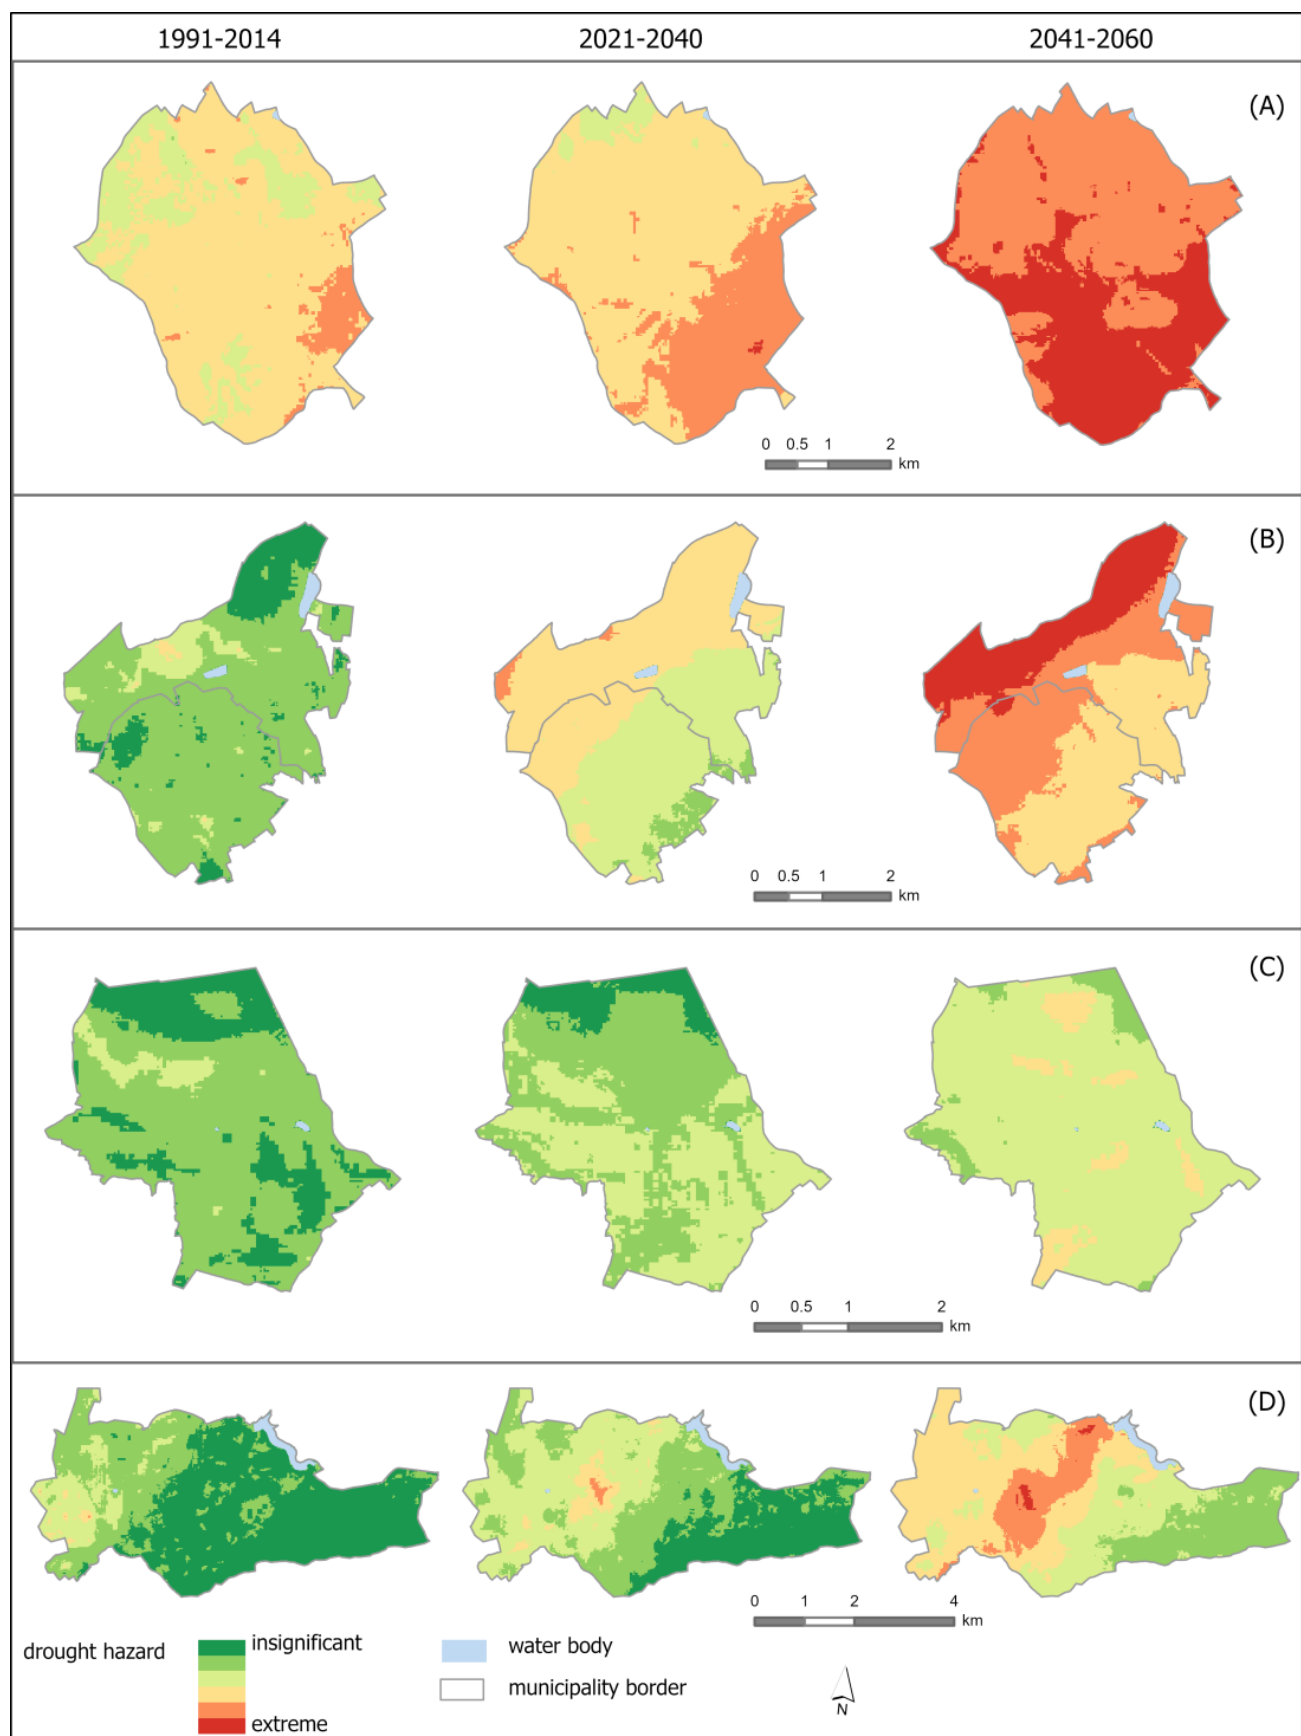 1991-2014 2021-2040 2041-2060
(A)
0 0.5 1 2
km
(B)
0 0.5 1 2
km
(C)
0 0.5 1 2
km
(D)
0 1 2 4
km
drought hazard
insignificant
extreme
water body
municipality border
N